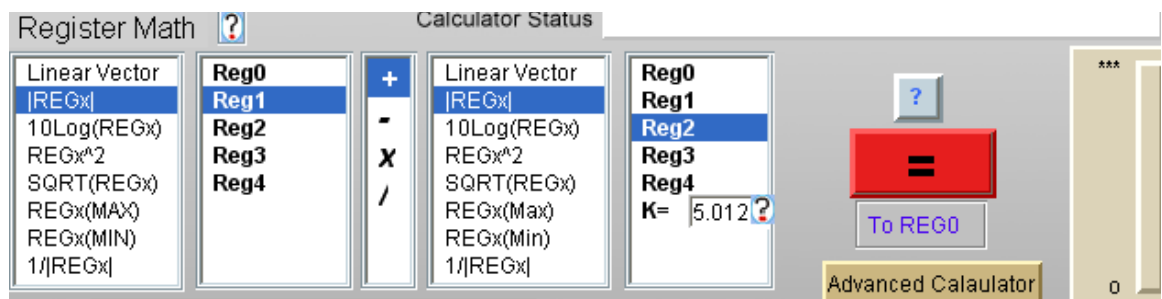 Register Math ? Calculator Status
Linear Vector
|REGx|
10Log(REGx)
REGx^2
SQRT(REGx)
REGx(MAX)
REGx(MIN)
1/|REGx|
Reg0
Reg1
Reg2
Reg3
Reg4
+
-
x
/
Linear Vector
|REGx|
10Log(REGx)
REGx^2
SQRT(REGx)
REGx(Max)
REGx(Min)
1/|REGx|
Reg0
Reg1
Reg2
Reg3
Reg4
K= 5.012 ?
?
=
To REG0
Advanced Calaulator
***
0